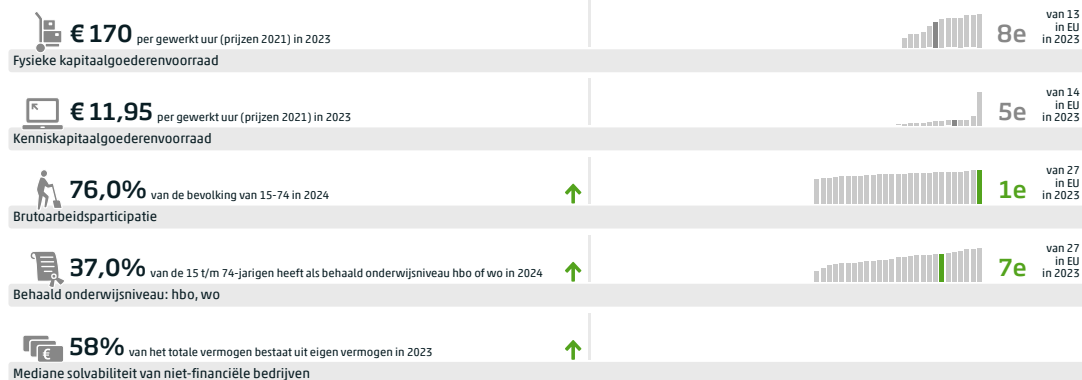 € 170 per gewerkt uur (prijzen 2021) in 2023
8e
van 13
in EU
in 2023
Fysieke kapitaalgoederenvoorraad
€ 11,95 per gewerkt uur (prijzen 2021) in 2023
5e
van 14
in EU
in 2023
Kenniskapitaalgoederenvoorraad
76,0% van de bevolking van 15-74 in 2024
1e
van 27
in EU
in 2023
Brutoarbeidsparticipatie
37,0% van de 15 t/m 74-jarigen heeft als behaald onderwijsniveau hbo of wo in 2024
7e
van 27
in EU
in 2023
Behaald onderwijsniveau: hbo, wo
€
58% van het totale vermogen bestaat uit eigen vermogen in 2023
Mediane solvabiliteit van niet-financiële bedrijven